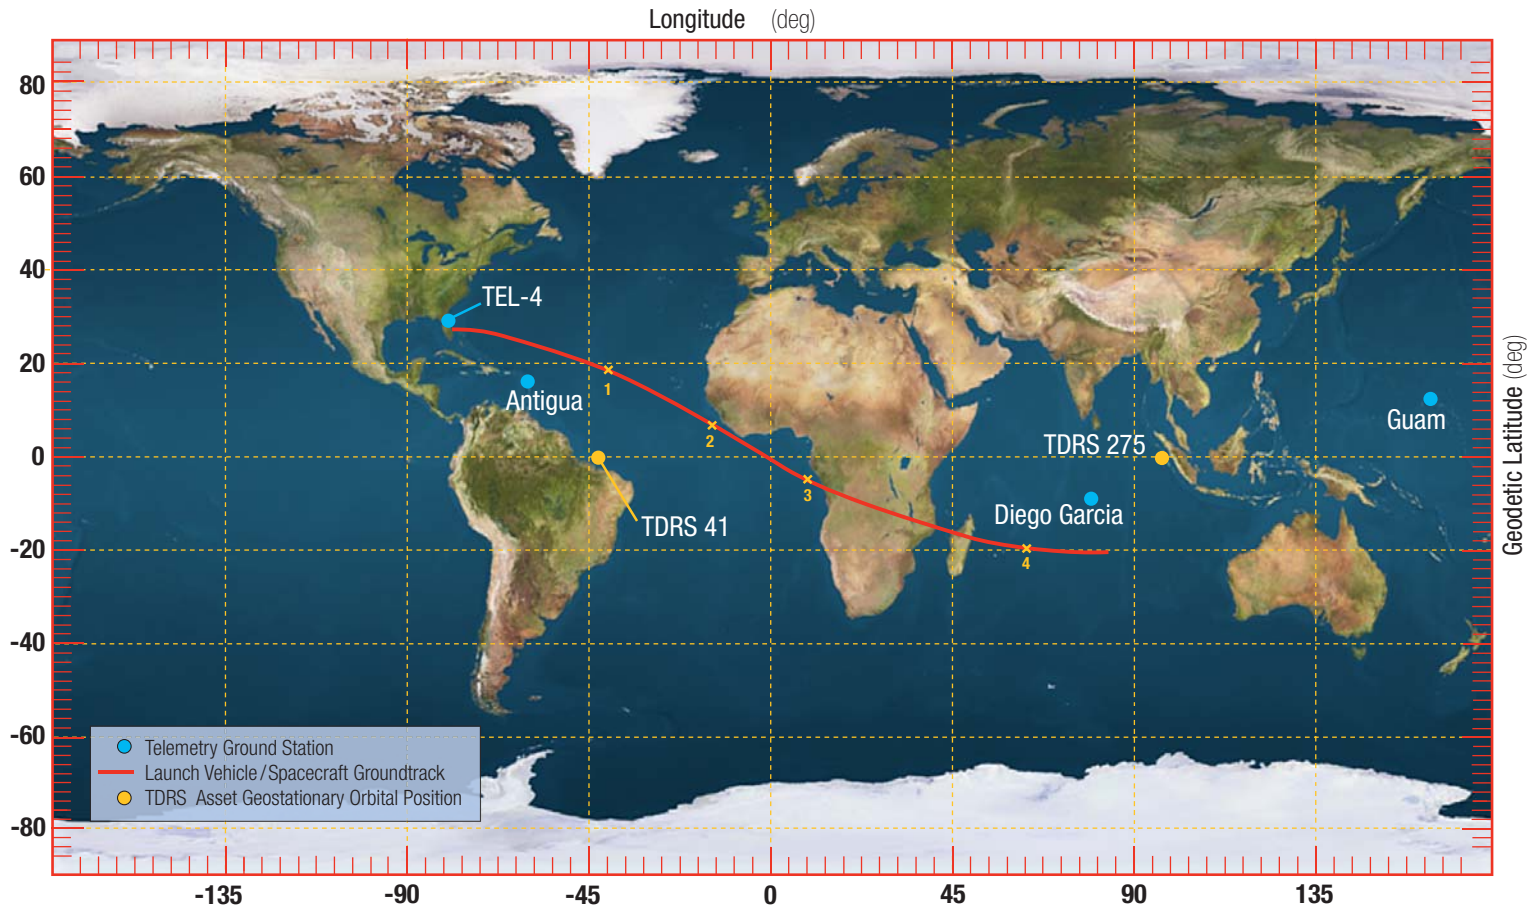 Longitude (deg)
80
60
40
20
0
-20
-40
-60
-80
TEL-4
Antigua
1
2
3
4
TDRS 41
TDRS 275
Diego Garcia
Guam
Geodetic Latitude (deg)
Telemetry Ground Station
Launch Vehicle/Spacecraft Groundtrack
TDRS Asset Geostationary Orbital Position
-135 -90 -45 0 45 90 135